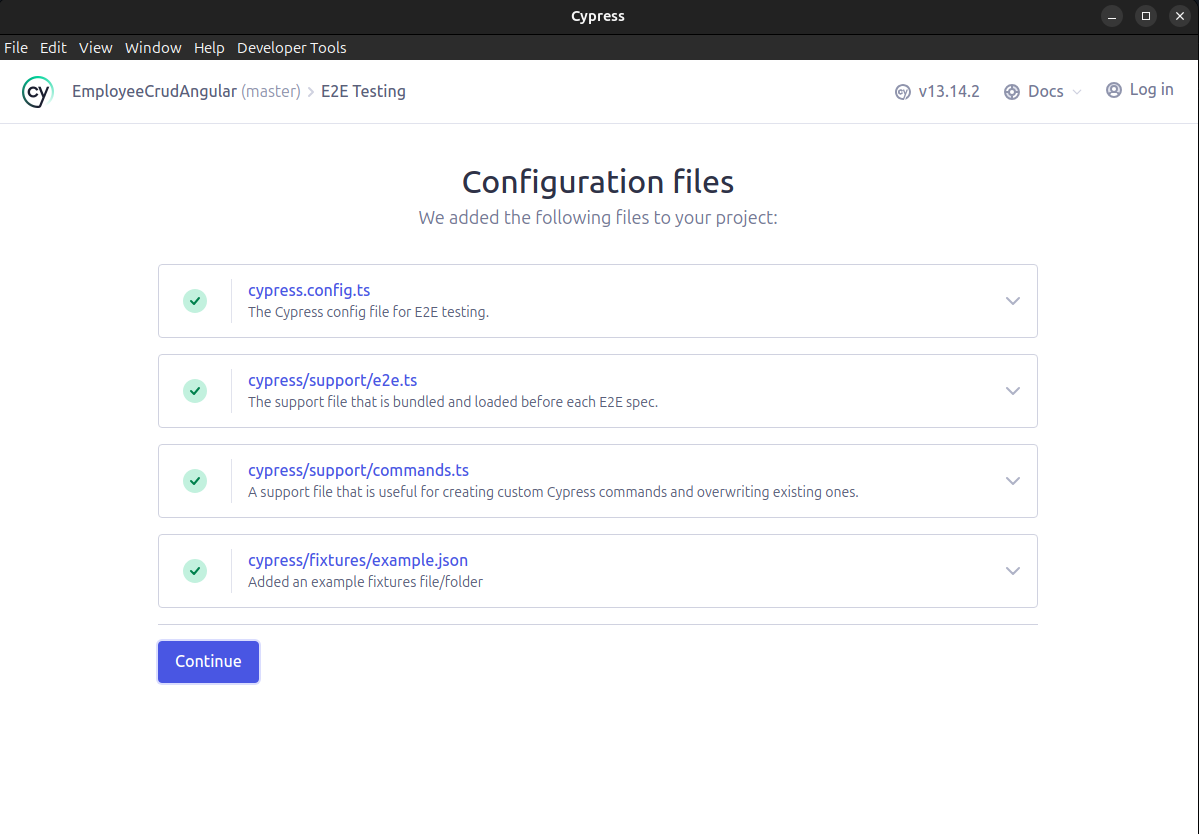 Cypress
File Edit View Window Help Developer Tools
cy EmployeeCrudAngular (master) > E2E Testing cy v13.14.2 Docs Log in
Configuration files
We added the following files to your project:
cypress.config.ts
The Cypress config file for E2E testing.
cypress/support/e2e.ts
The support file that is bundled and loaded before each E2E spec.
cypress/support/commands.ts
A support file that is useful for creating custom Cypress commands and overwriting existing ones.
cypress/fixtures/example.json
Added an example fixtures file/folder
Continue